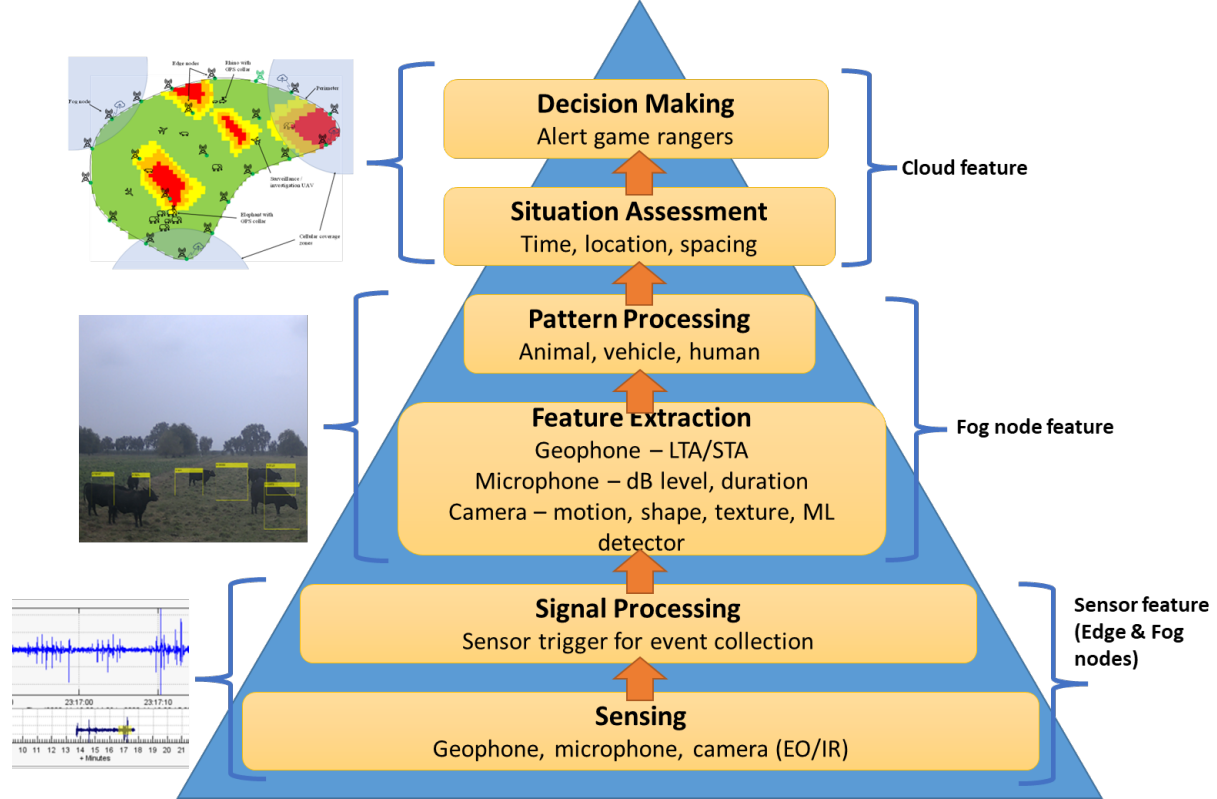 Decision Making
Alert game rangers
Situation Assessment
Time, location, spacing
Cloud feature
Edge nodes
Rhino with
GPS collar
Fog node
Perimeter
Surveillance /
investigation UAV
Elephant with
GPS collar
Cellular coverage
zones
Pattern Processing
Animal, vehicle, human
Feature Extraction
Geophone – LTA/STA
Microphone – dB level, duration
Camera – motion, shape, texture, ML
detector
Fog node feature
Signal Processing
Sensor trigger for event collection
Sensing
Geophone, microphone, camera (EO/IR)
Sensor feature
(Edge & Fog
nodes)
23:17:00 23:17:10
10 11 12 13 14 15 16 17 18 19 20 21
+ Minutes